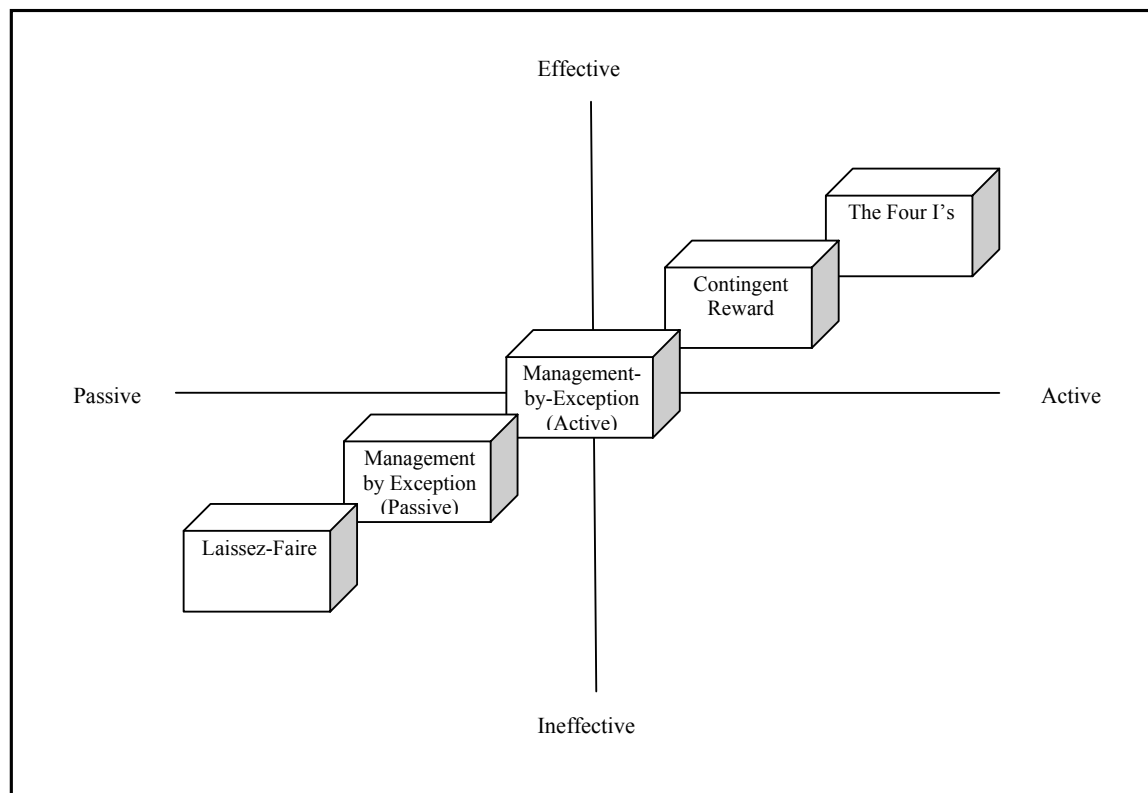 Effective
The Four I's
Contingent
Reward
Management-
by-Exception
(Active)
Passive
Active
Management
by Exception
(Passive)
Laissez-Faire
Ineffective